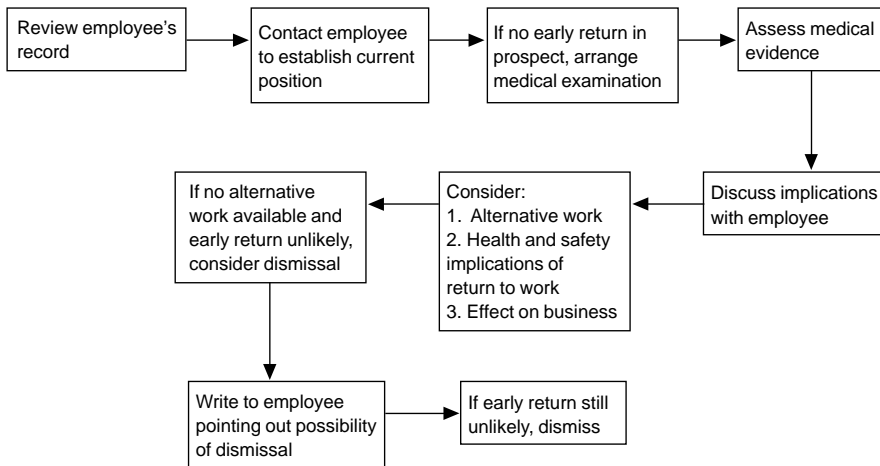 Review employee's
record
Contact employee
to establish current
position
If no early return in
prospect, arrange
medical examination
Assess medical
evidence
Discuss implications
with employee
Consider:
1. Alternative work
2. Health and safety
implications of
return to work
3. Effect on business
If no alternative
work available and
early return unlikely,
consider dismissal
Write to employee
pointing out possibility
of dismissal
If early return still
unlikely, dismiss